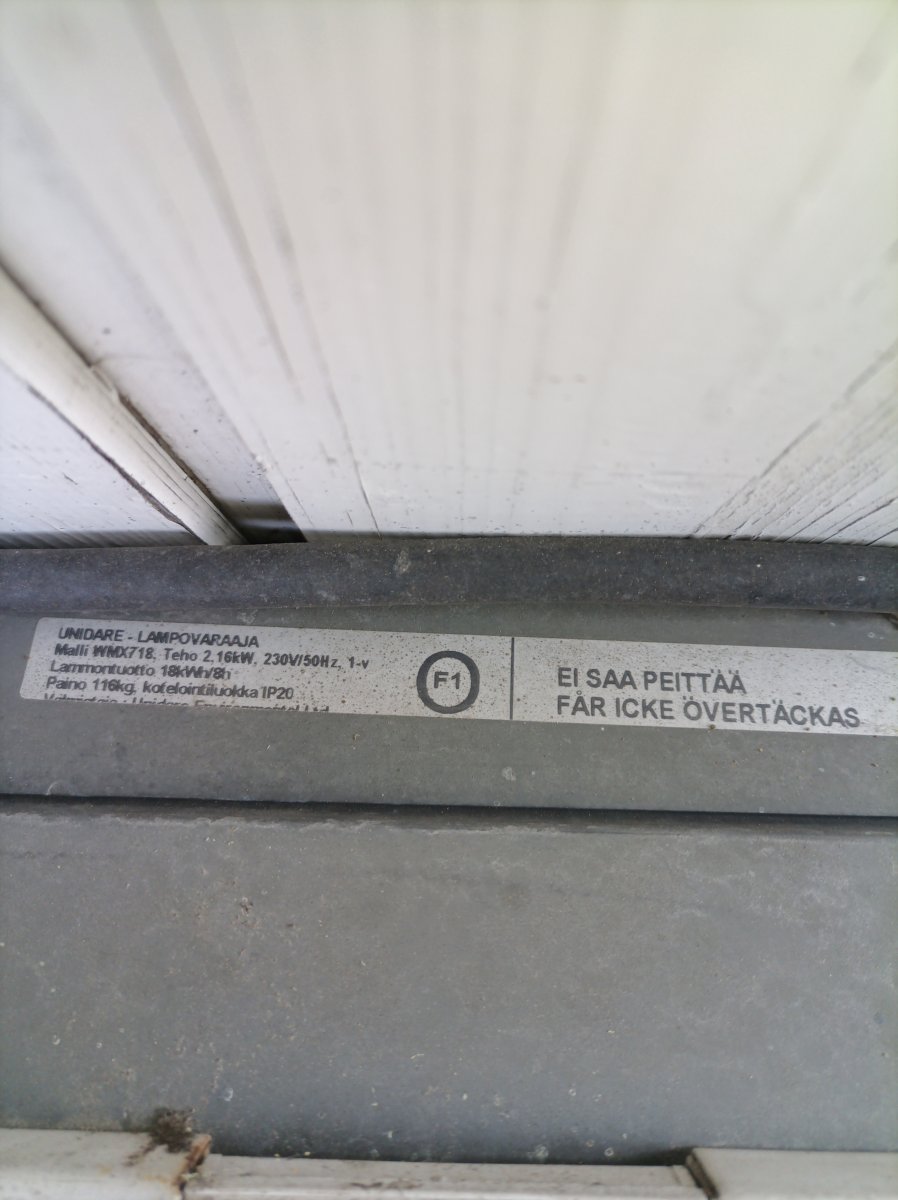 UNIDARE - LAMPOVARAAJA
Malli WMX718, Teho 2,16kW, 230V/50Hz, 1-v
Lammontuotto 18kWh/8h
Paino 116kg, kotelointiluokka IP20
F1
EI SAA PEITTÄÄ
FÅR ICKE ÖVERTÄCKAS